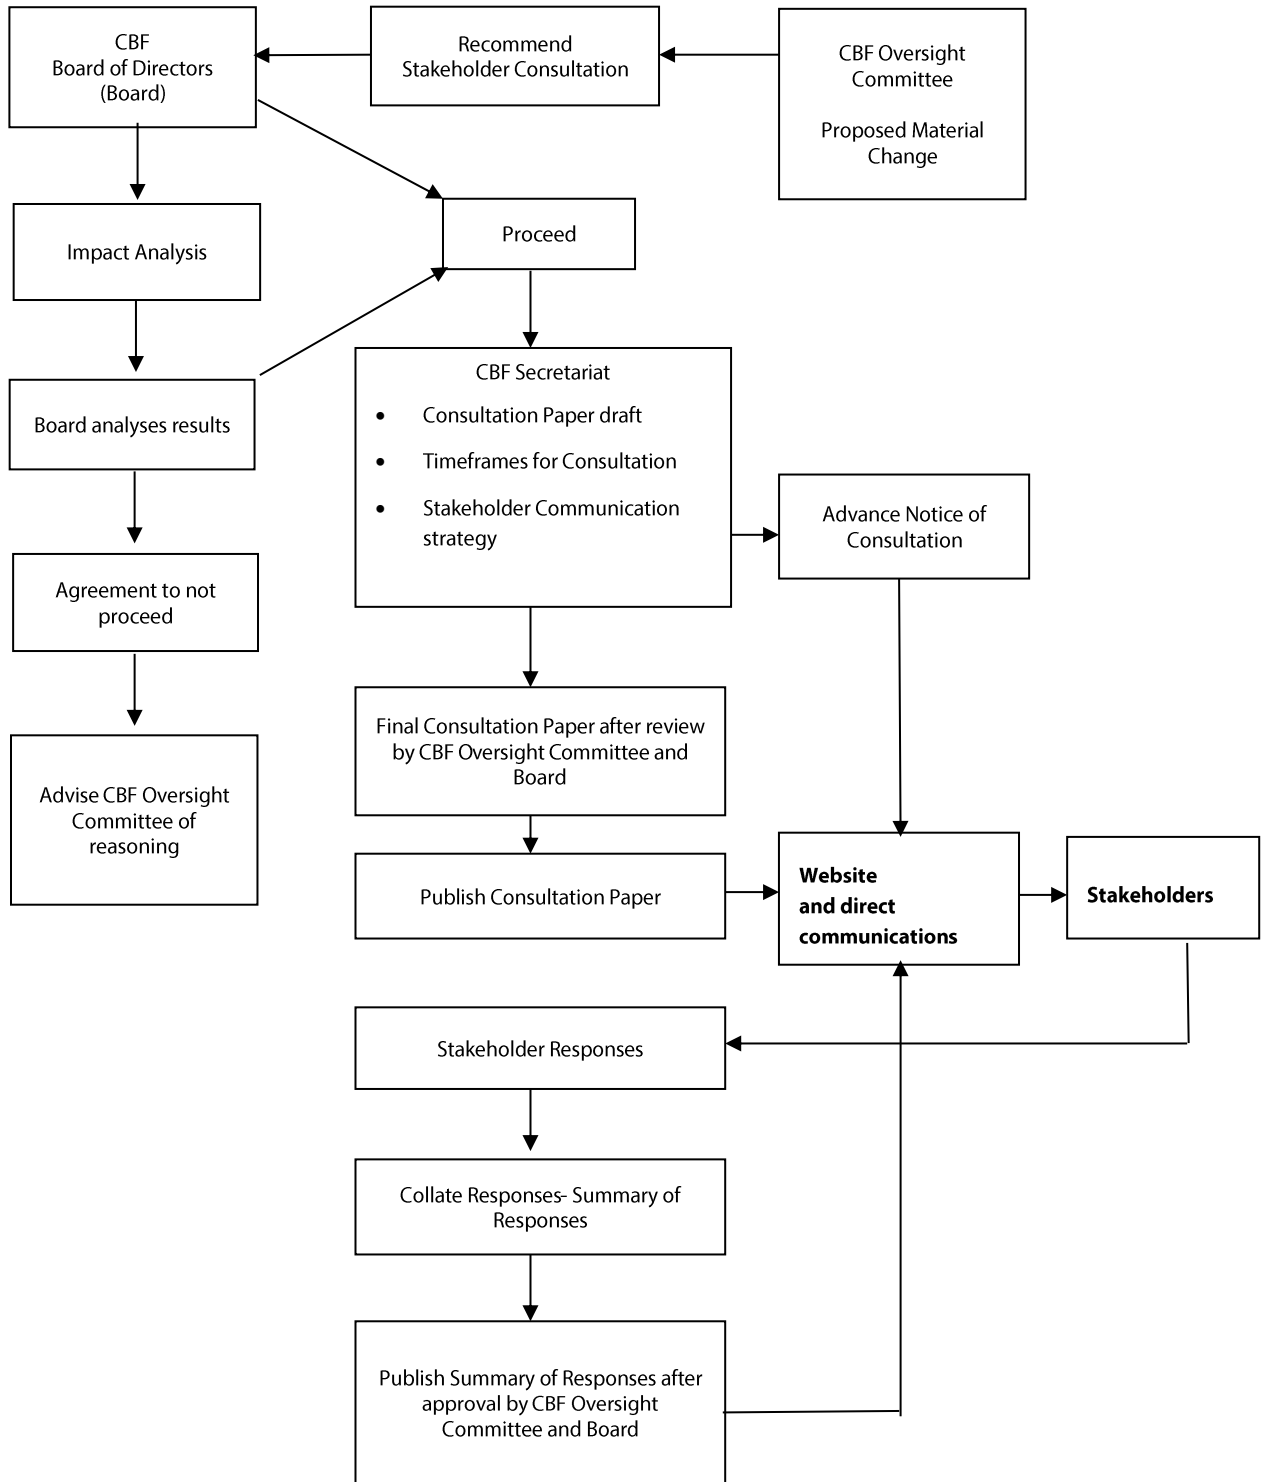 CBF
Board of Directors
(Board)
Recommend
Stakeholder Consultation
CBF Oversight
Committee
Proposed Material
Change
Impact Analysis
Proceed
Board analyses results
CBF Secretariat
• Consultation Paper draft
• Timeframes for Consultation
• Stakeholder Communication
strategy
Advance Notice of
Consultation
Agreement to not
proceed
Final Consultation Paper after review
by CBF Oversight Committee and
Board
Advise CBF Oversight
Committee of
reasoning
Publish Consultation Paper
Website
and direct
communications
Stakeholders
Stakeholder Responses
Collate Responses- Summary of
Responses
Publish Summary of Responses after
approval by CBF Oversight
Committee and Board